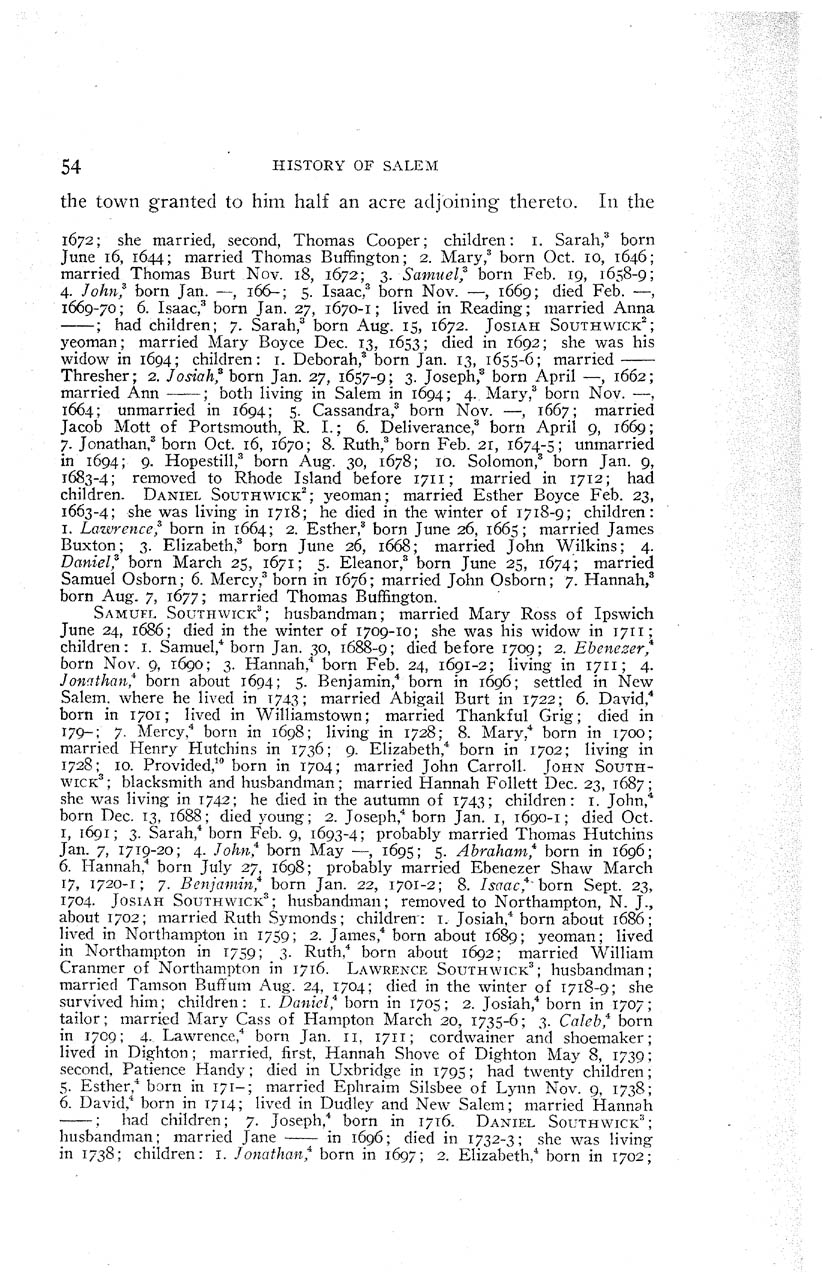 54 HISTORY OF SALEM
the town granted to him half an acre adjoining thereto. In the
1672; she married, second, Thomas Cooper; children: 1. Sarah,³ born
June 16, 1644; married Thomas Buffington; 2. Mary,³ born Oct. 10, 1646;
married Thomas Burt Nov. 18, 1672; 3. Samuel,³ born Feb. 19, 1658-9;
4. John,³ born Jan. —, 166–; 5. Isaac,³ born Nov. —, 1669; died Feb. —,
1669-70; 6. Isaac,³ born Jan. 27, 1670-1; lived in Reading; married Anna
——; had children; 7. Sarah,³ born Aug. 15, 1672. JOSIAH SOUTHWICK²;
yeoman; married Mary Boyce Dec. 13, 1653; died in 1692; she was his
widow in 1694; children: 1. Deborah,³ born Jan. 13, 1655-6; married ——
Thresher; 2. Josiah,³ born Jan. 27, 1657-9; 3. Joseph,³ born April —, 1662;
married Ann ——; both living in Salem in 1694; 4. Mary,³ born Nov. —,
1664; unmarried in 1694; 5. Cassandra,³ born Nov. —, 1667; married
Jacob Mott of Portsmouth, R. I.; 6. Deliverance,³ born April 9, 1669;
7. Jonathan,³ born Oct. 16, 1670; 8. Ruth,³ born Feb. 21, 1674-5; unmarried
in 1694; 9. Hopestill,³ born Aug. 30, 1678; 10. Solomon,³ born Jan. 9,
1683-4; removed to Rhode Island before 1711; married in 1712; had
children. DANIEL SOUTHWICK²; yeoman; married Esther Boyce Feb. 23,
1663-4; she was living in 1718; he died in the winter of 1718-9; children:
1. Lawrence,³ born in 1664; 2. Esther,³ born June 26, 1665; married James
Buxton; 3. Elizabeth,³ born June 26, 1668; married John Wilkins; 4.
Daniel,³ born March 25, 1671; 5. Eleanor,³ born June 25, 1674; married
Samuel Osborn; 6. Mercy,³ born in 1676; married John Osborn; 7. Hannah,³
born Aug. 7, 1677; married Thomas Buffington.
SAMUEL SOUTHWICK³; husbandman; married Mary Ross of Ipswich
June 24, 1686; died in the winter of 1709-10; she was his widow in 1711;
children: 1. Samuel,⁴ born Jan. 30, 1688-9; died before 1709; 2. Ebenezer,⁴
born Nov. 9, 1690; 3. Hannah,⁴ born Feb. 24, 1691-2; living in 1711; 4.
Jonathan,⁴ born about 1694; 5. Benjamin,⁴ born in 1696; settled in New
Salem, where he lived in 1743; married Abigail Burt in 1722; 6. David,⁴
born in 1701; lived in Williamstown; married Thankful Grig; died in
179–; 7. Mercy,⁴ born in 1698; living in 1728; 8. Mary,⁴ born in 1700;
married Henry Hutchins in 1736; 9. Elizabeth,⁴ born in 1702; living in
1728; 10. Provided,¹⁰ born in 1704; married John Carroll. JOHN SOUTH-
WICK³; blacksmith and husbandman; married Hannah Follett Dec. 23, 1687;
she was living in 1742; he died in the autumn of 1743; children: 1. John,⁴
born Dec. 13, 1688; died young; 2. Joseph,⁴ born Jan. 1, 1690-1; died Oct.
1, 1691; 3. Sarah,⁴ born Feb. 9, 1693-4; probably married Thomas Hutchins
Jan. 7, 1719-20; 4. John,⁴ born May —, 1695; 5. Abraham,⁴ born in 1696;
6. Hannah,⁴ born July 27, 1698; probably married Ebenezer Shaw March
17, 1720-1; 7. Benjamin,⁴ born Jan. 22, 1701-2; 8. Isaac,⁴ born Sept. 23,
1704. JOSIAH SOUTHWICK³; husbandman; removed to Northampton, N. J.,
about 1702; married Ruth Symonds; children: 1. Josiah,⁴ born about 1686;
lived in Northampton in 1759; 2. James,⁴ born about 1689; yeoman; lived
in Northampton in 1759; 3. Ruth,⁴ born about 1692; married William
Cranmer of Northampton in 1716. LAWRENCE SOUTHWICK³; husbandman;
married Tamson Buffum Aug. 24, 1704; died in the winter of 1718-9; she
survived him; children: 1. Daniel,⁴ born in 1705; 2. Josiah,⁴ born in 1707;
tailor; married Mary Cass of Hampton March 20, 1735-6; 3. Caleb,⁴ born
in 1709; 4. Lawrence,⁴ born Jan. 11, 1711; cordwainer and shoemaker;
lived in Dighton; married, first, Hannah Shove of Dighton May 8, 1739;
second, Patience Handy; died in Uxbridge in 1795; had twenty children;
5. Esther,⁴ born in 171–; married Ephraim Silsbee of Lynn Nov. 9, 1738;
6. David,⁴ born in 1714; lived in Dudley and New Salem; married Hannah
——; had children; 7. Joseph,⁴ born in 1716. DANIEL SOUTHWICK³;
husbandman; married Jane —— in 1696; died in 1732-3; she was living
in 1738; children: 1. Jonathan,⁴ born in 1697; 2. Elizabeth,⁴ born in 1702;